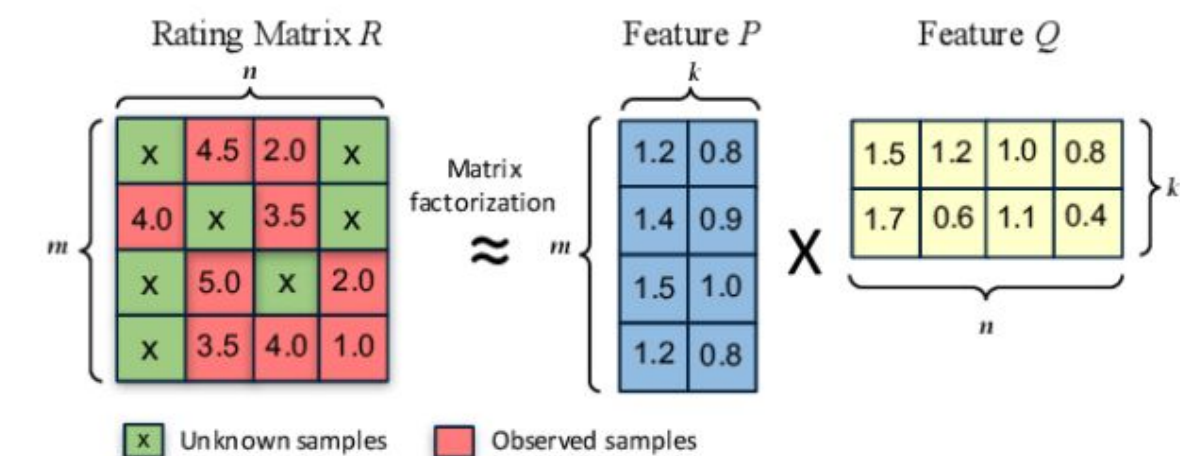 Rating Matrix R
Feature P
Feature Q
n
k
x 4.5 2.0 x
4.0 x 3.5 x
x 5.0 x 2.0
x 3.5 4.0 1.0
m
Matrix
factorization
≈
m
1.2 0.8
1.4 0.9
1.5 1.0
1.2 0.8
X
1.5 1.2 1.0 0.8
1.7 0.6 1.1 0.4
k
n
x Unknown samples
Observed samples